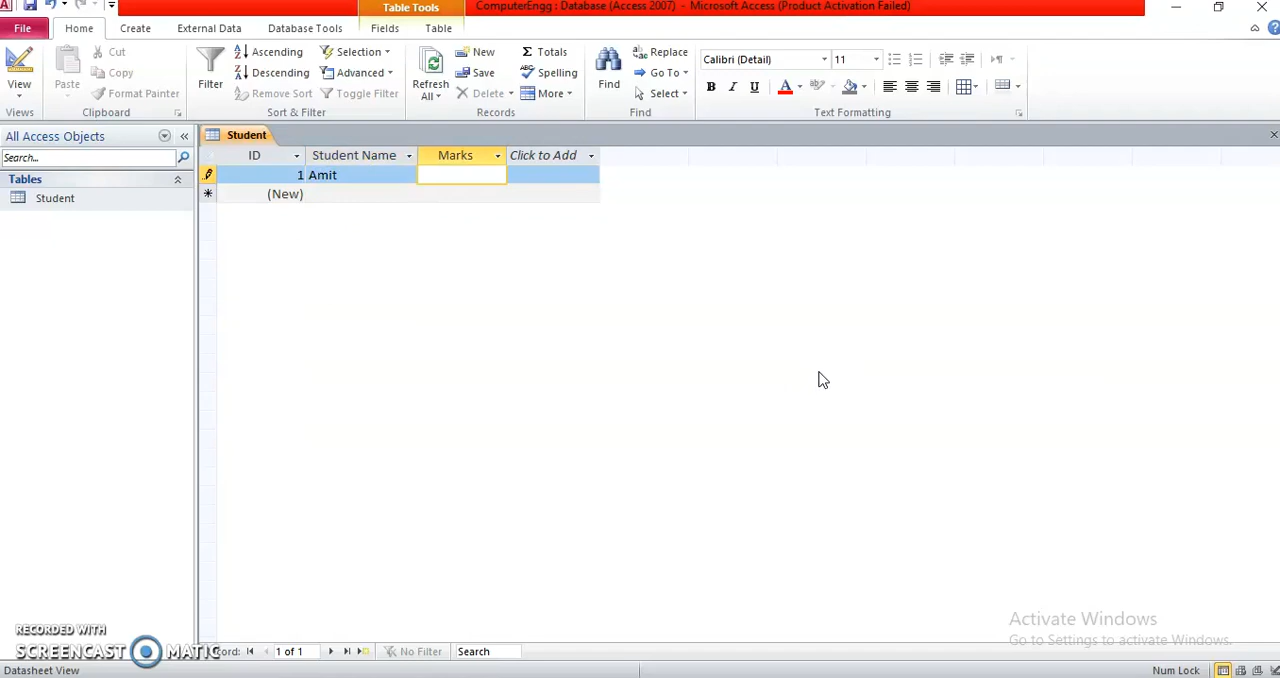 Table Tools
ComputerEngg : Database (Access 2007) - Microsoft Access (Product Activation Failed)
File Home Create External Data Database Tools Fields Table
View
Views
Paste
Cut
Copy
Format Painter
Clipboard
Filter
Ascending
Descending
Remove Sort
Selection
Advanced
Toggle Filter
Sort & Filter
Refresh
All
New
Save
Delete
Totals
Spelling
More
Records
Find
Replace
Go To
Select
Find
Calibri (Detail) 11
B I U A
Text Formatting
All Access Objects
Search...
Tables
Student
Student
ID Student Name Marks Click to Add
1 Amit
(New)
Activate Windows
Go to Settings to activate Windows.
RECORDED WITH
SCREENCAST MATIC
1 of 1 No Filter Search
Datasheet View Num Lock